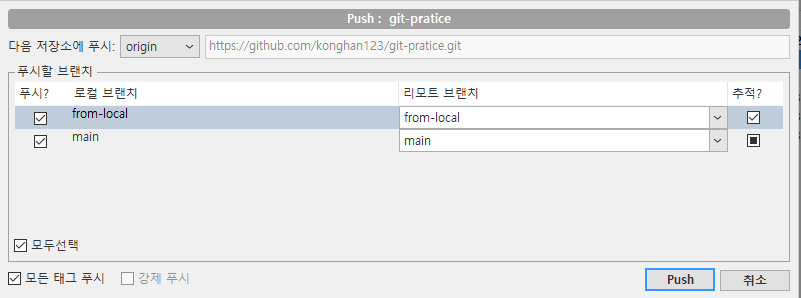 Push : git-pratice
다음 저장소에 푸시: origin https://github.com/konghan123/git-pratice.git
푸시할 브랜치
푸시? 로컬 브랜치 리모트 브랜치 추적?
from-local from-local
main main
모두선택
모든 태그 푸시 강제 푸시 Push 취소